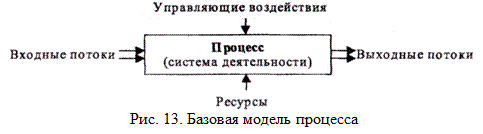 Управляющие воздействия
Входные потоки
Процесс
(система деятельности)
Выходные потоки
Ресурсы
Рис. 13. Базовая модель процесса